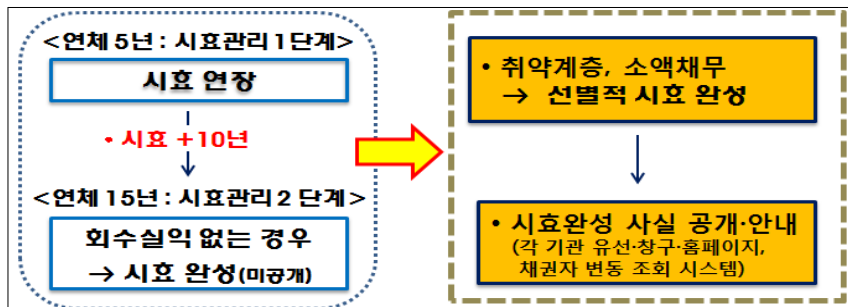 <연체 5년 : 시효관리 1단계>
시효 연장
• 시효 +10년
<연체 15년 : 시효관리 2 단계>
회수실익 없는 경우
→ 시효 완성(미공개)
• 취약계층, 소액채무
→ 선별적 시효 완성
• 시효완성 사실 공개·안내
(각 기관 유선·창구·홈페이지,
채권자 변동 조회 시스템)